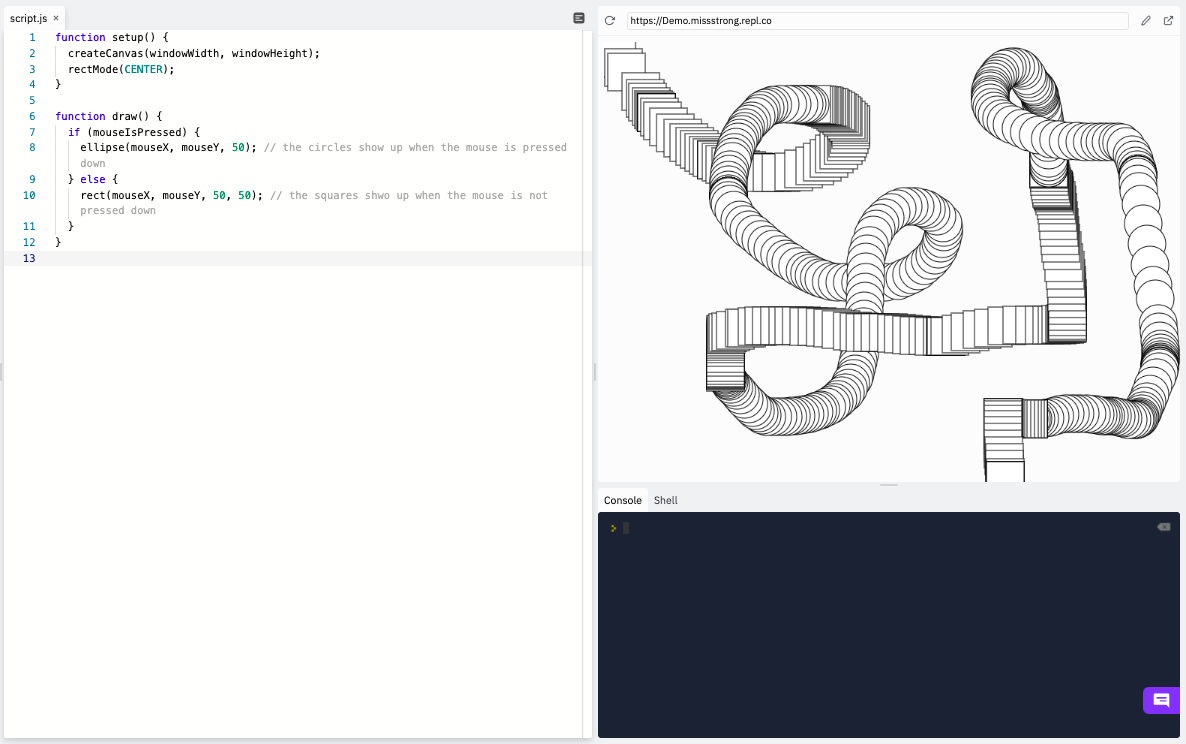 script.js ×
https://Demo.missstrong.repl.co
1 function setup() {
2 createCanvas(windowWidth, windowHeight);
3 rectMode(CENTER);
4 }
5
6 function draw() {
7 if (mouseIsPressed) {
8 ellipse(mouseX, mouseY, 50); // the circles show up when the mouse is pressed
down
9 } else {
10 rect(mouseX, mouseY, 50, 50); // the squares shwo up when the mouse is not
pressed down
11 }
12 }
13
Console Shell